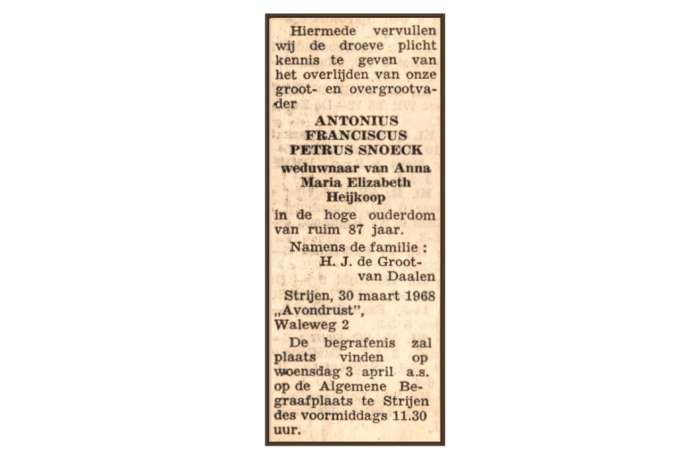 Hiermede vervullen
wij de droeve plicht
kennis te geven van
het overlijden van onze
groot- en overgrootva-
der
ANTONIUS
FRANCISCUS
PETRUS SNOECK
weduwnaar van Anna
Maria Elizabeth
Heijkoop
in de hoge ouderdom
van ruim 87 jaar.
Namens de familie :
H. J. de Groot-
van Daalen
Strijen, 30 maart 1968
„Avondrust",
Waleweg 2
De begrafenis zal
plaats vinden op
woensdag 3 april a.s.
op de Algemene Be-
graafplaats te Strijen
des voormiddags 11.30
uur.